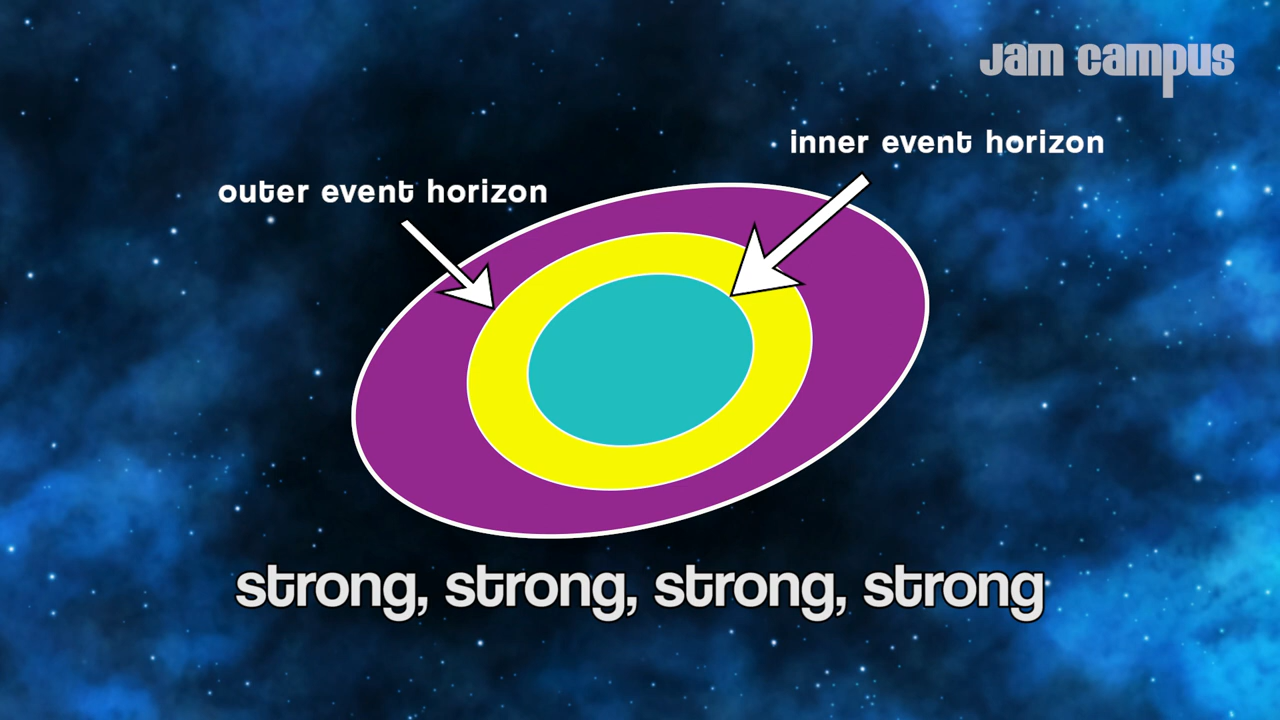 Jam campus
inner event horizon
outer event horizon
strong, strong, strong, strong